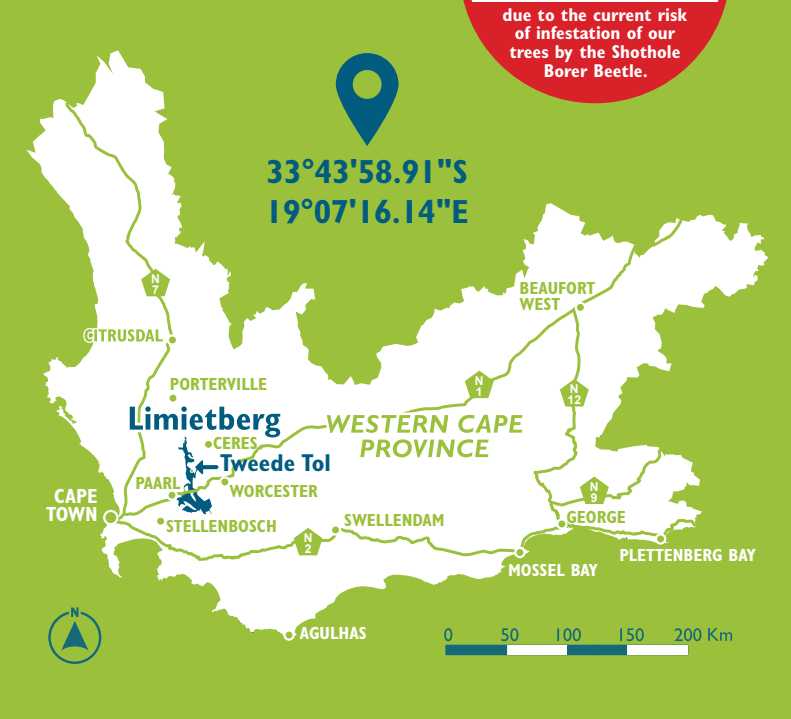 due to the current risk
of infestation of our
trees by the Shothole
Borer Beetle.
33°43'58.91"S
19°07'16.14"E
BEAUFORT
WEST
N
7
CITRUSDAL
PORTERVILLE
N
1
N
12
Limietberg
WESTERN CAPE
PROVINCE
CERES
Tweede Tol
PAARL
WORCESTER
N
9
CAPE
TOWN
STELLENBOSCH
SWELLENDAM
GEORGE
N
2
PLETTENBERG BAY
MOSSEL BAY
N
AGULHAS
0 50 100 150 200 Km